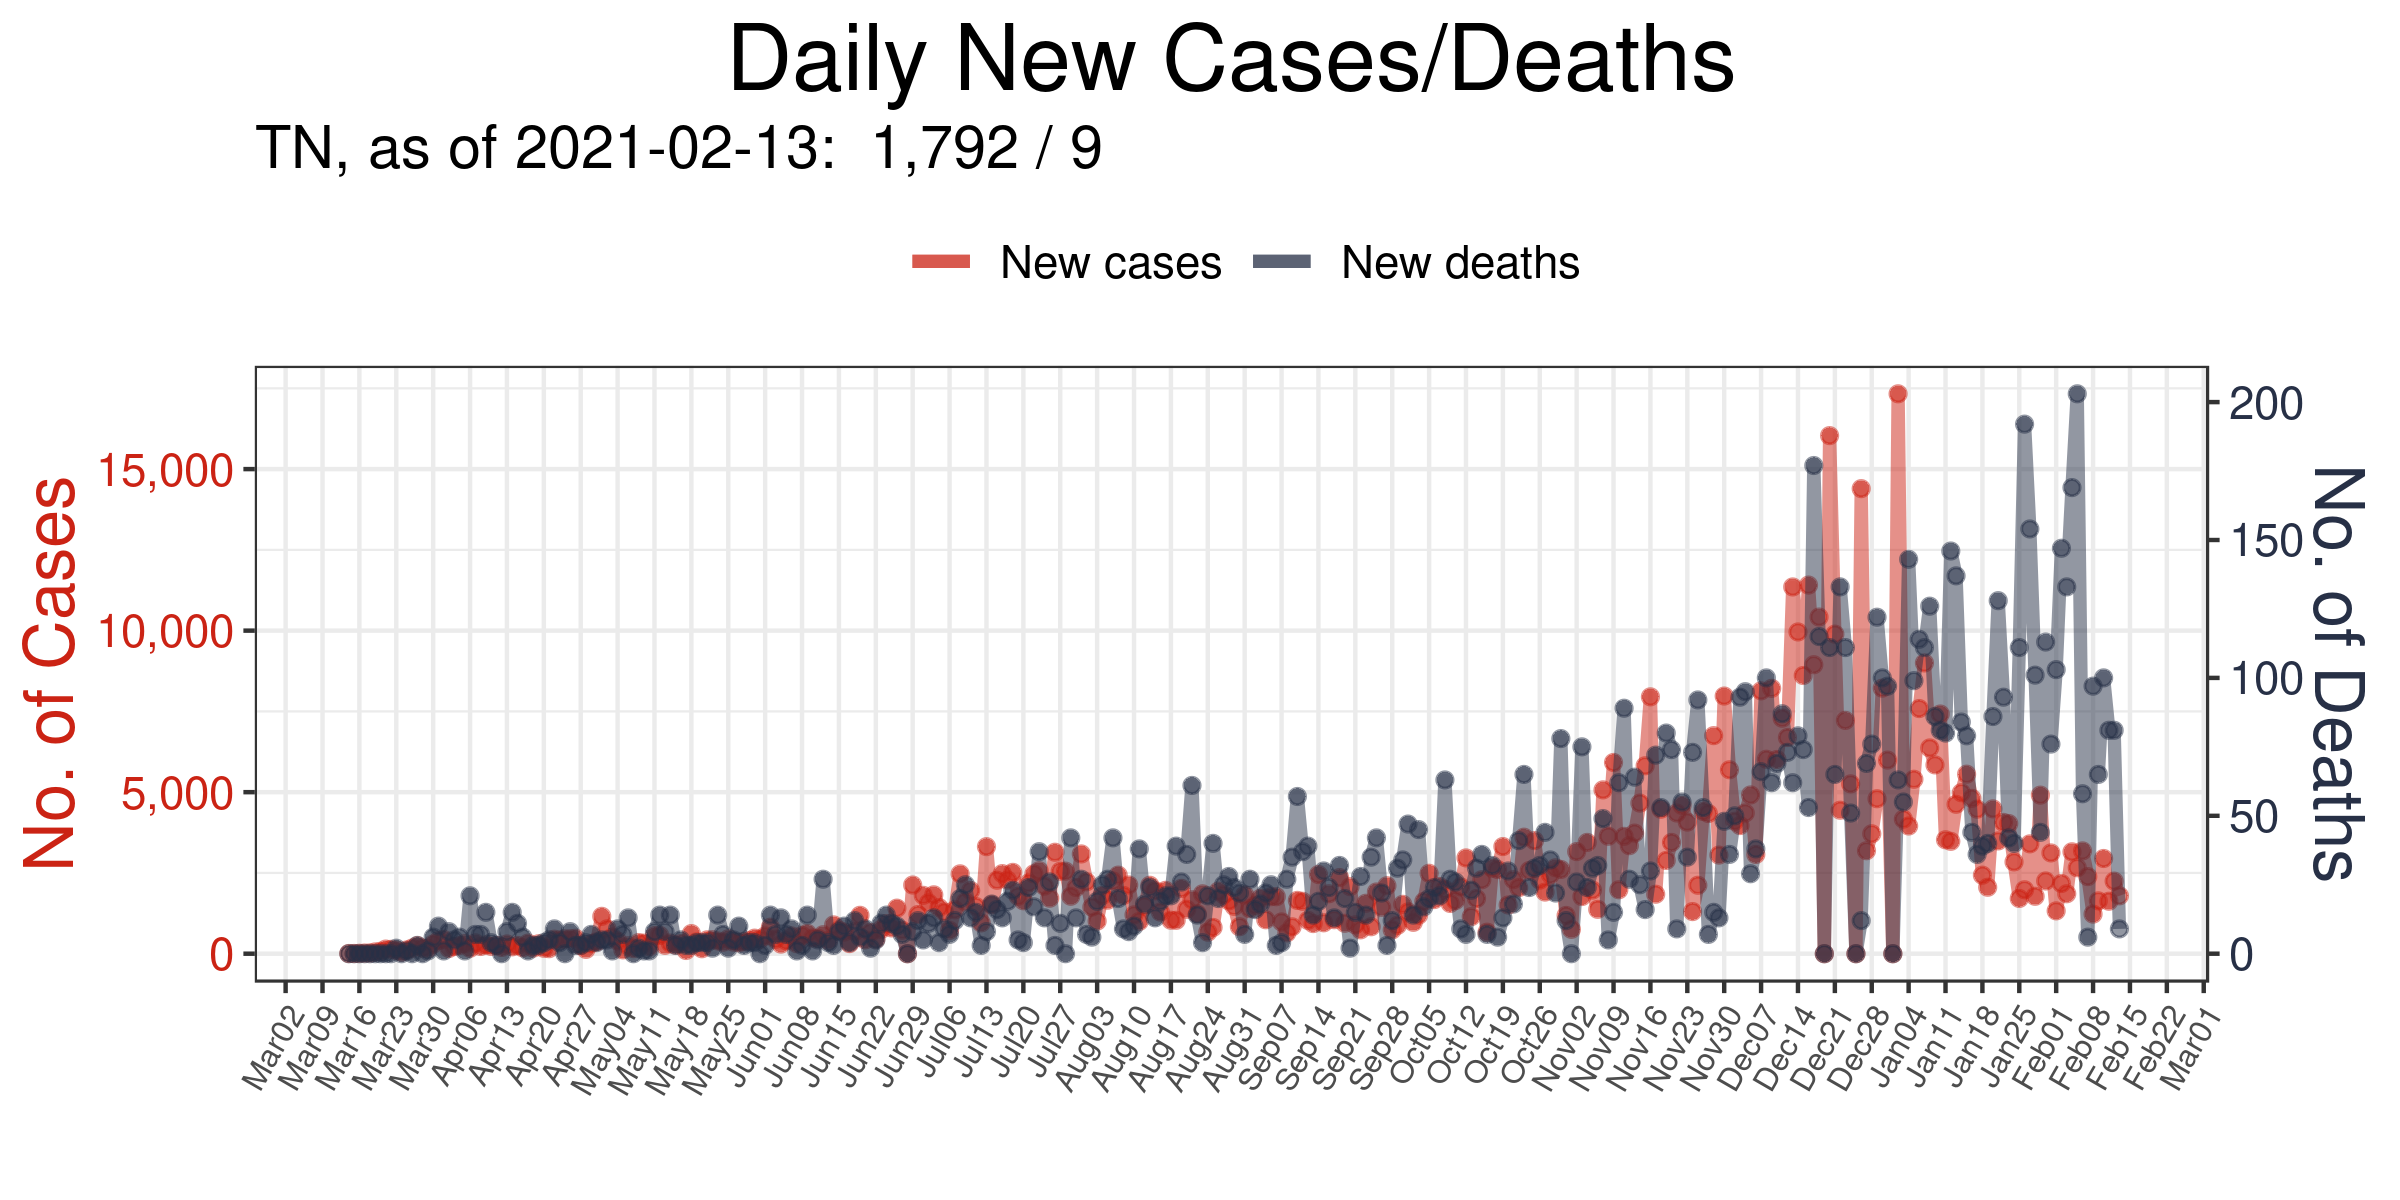 Daily New Cases/Deaths
TN, as of 2021-02-13:  1,792 / 9
New cases
New deaths
No. of Cases
15,000
10,000
5,000
0
200
150
100
50
0
No. of Deaths
Mar02
Mar09
Mar16
Mar23
Mar30
Apr06
Apr13
Apr20
Apr27
May04
May11
May18
May25
Jun01
Jun08
Jun15
Jun22
Jun29
Jul06
Jul13
Jul20
Jul27
Aug03
Aug10
Aug17
Aug24
Aug31
Sep07
Sep14
Sep21
Sep28
Oct05
Oct12
Oct19
Oct26
Nov02
Nov09
Nov16
Nov23
Nov30
Dec07
Dec14
Dec21
Dec28
Jan04
Jan11
Jan18
Jan25
Feb01
Feb08
Feb15
Feb22
Mar01